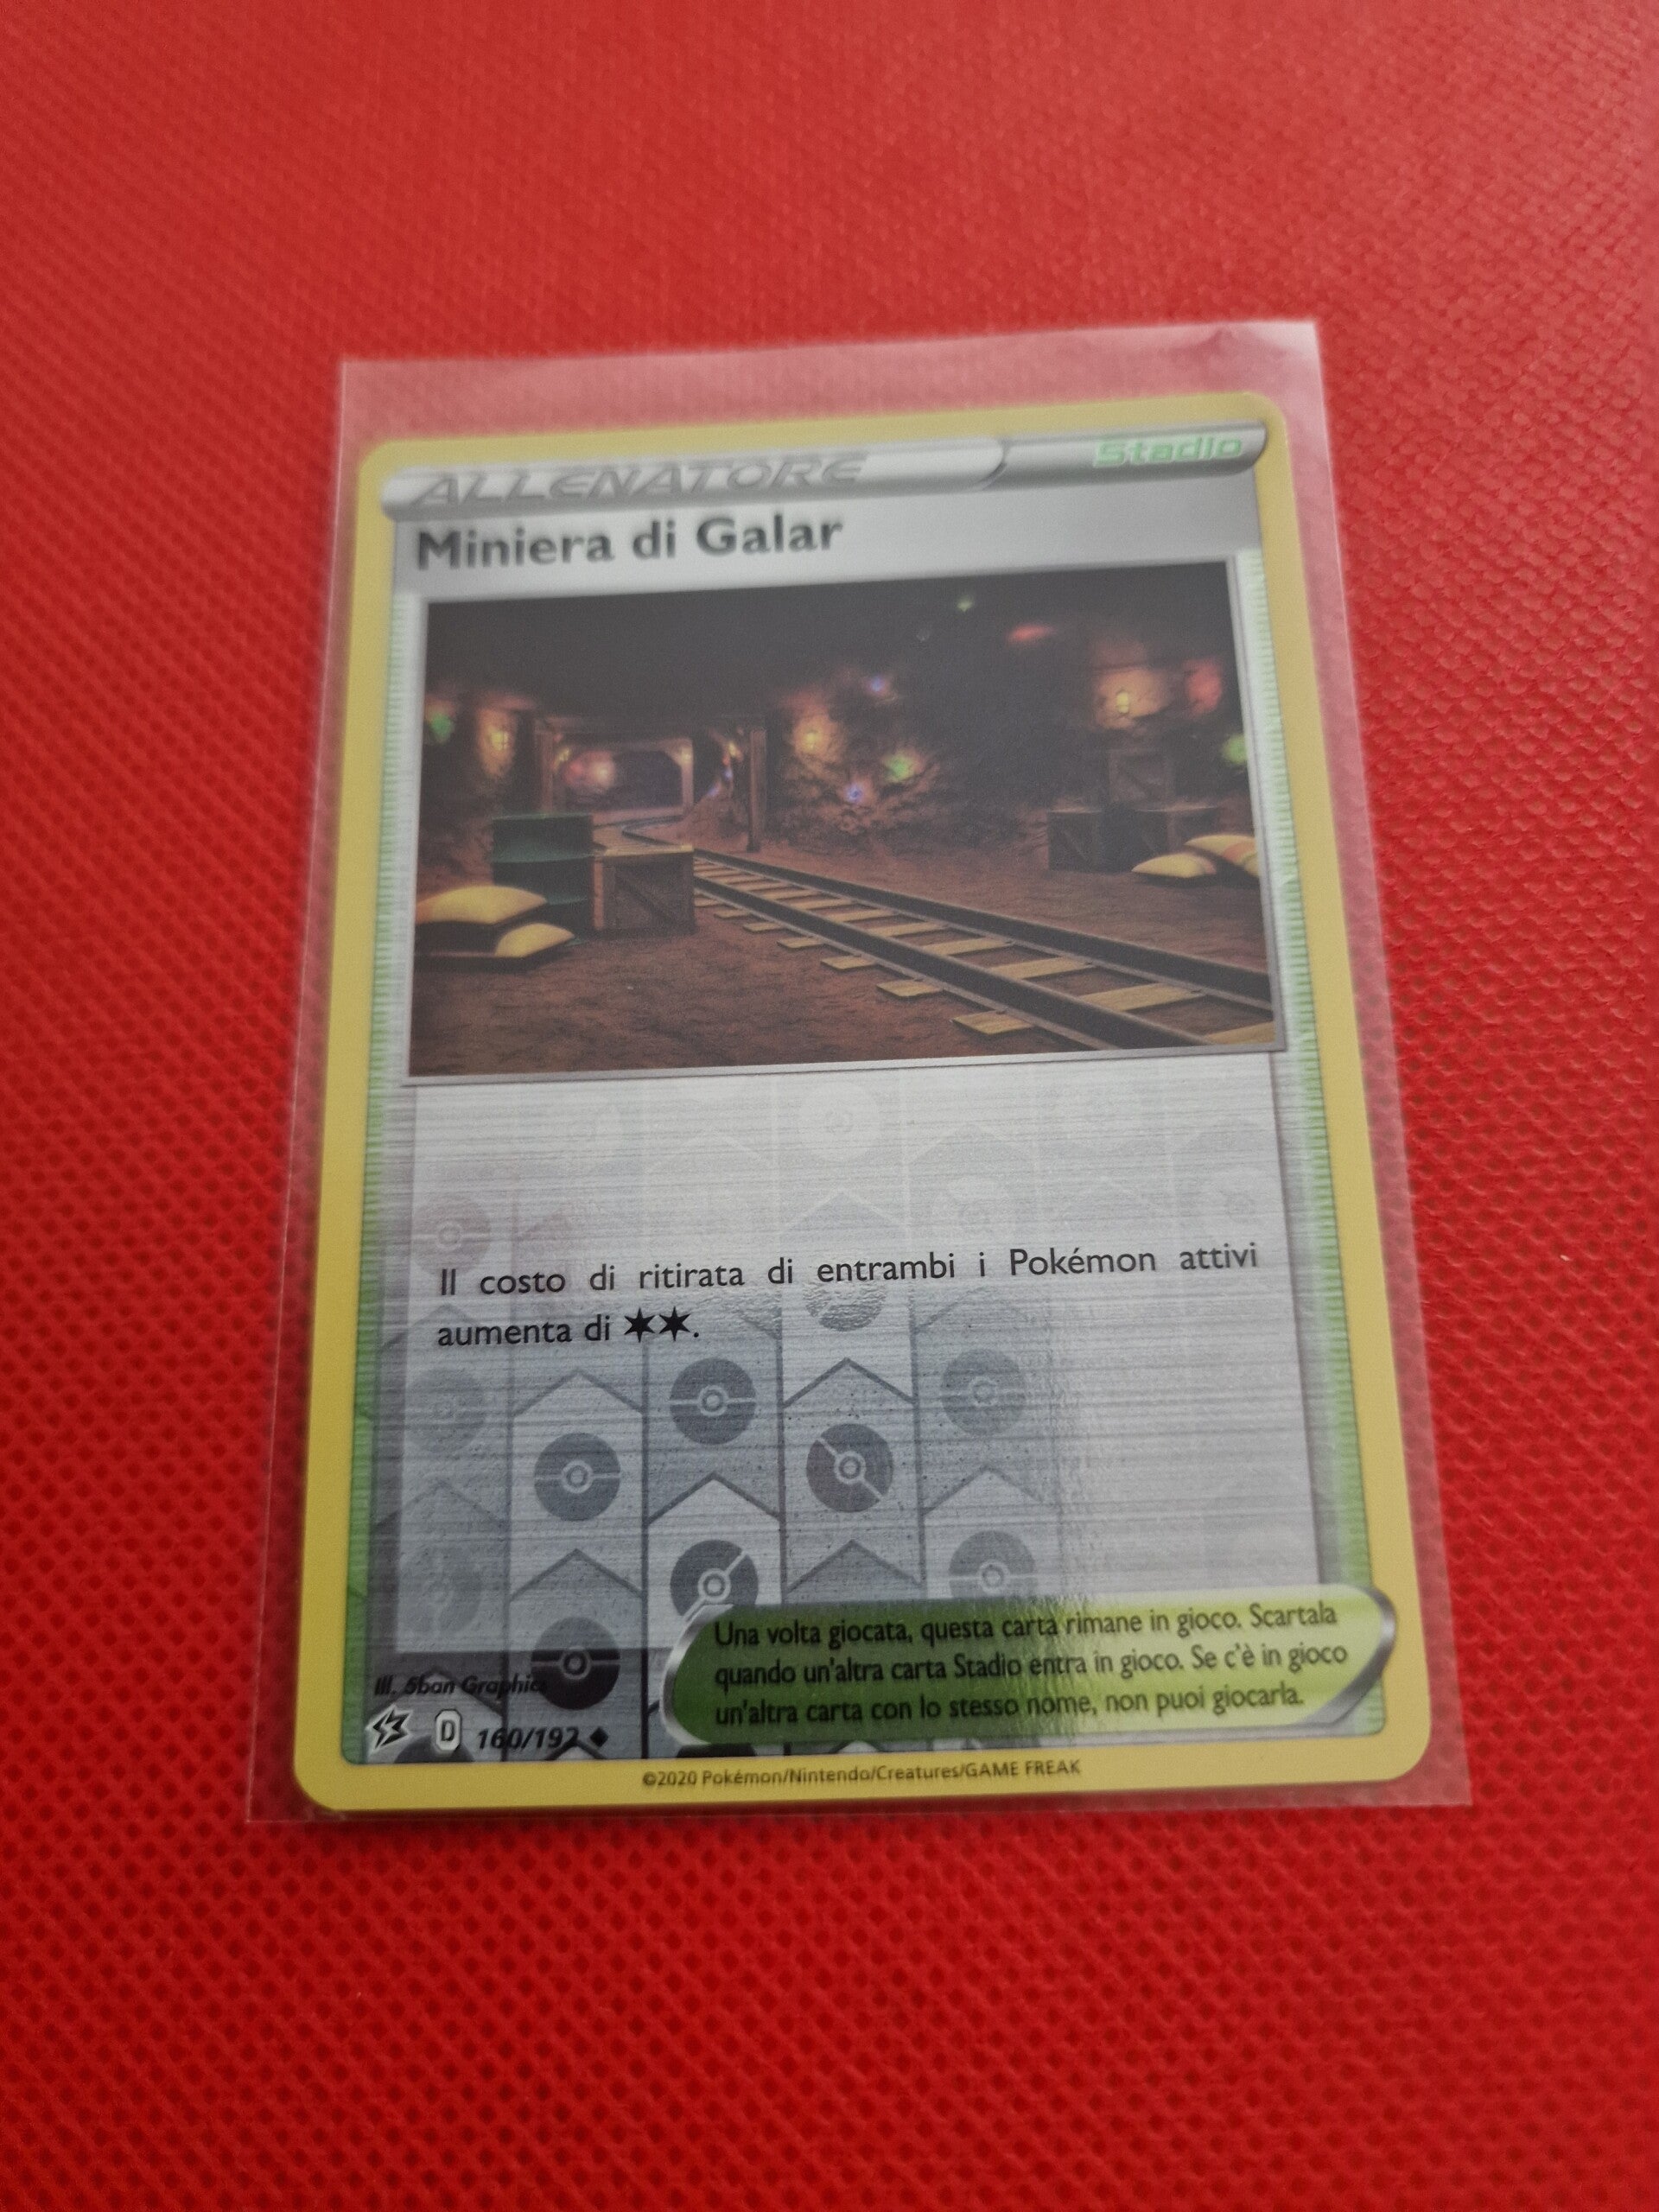 ALLENATORE
Stadio
Miniera di Galar
Il costo di ritirata di entrambi i Pokémon attivi
aumenta di ✶✶.
Una volta giocata, questa carta rimane in gioco. Scartala
quando un'altra carta Stadio entra in gioco. Se c'è in gioco
un'altra carta con lo stesso nome, non puoi giocarla.
Ill. 5ban Graphics
D 160/192
©2020 Pokémon/Nintendo/Creatures/GAME FREAK